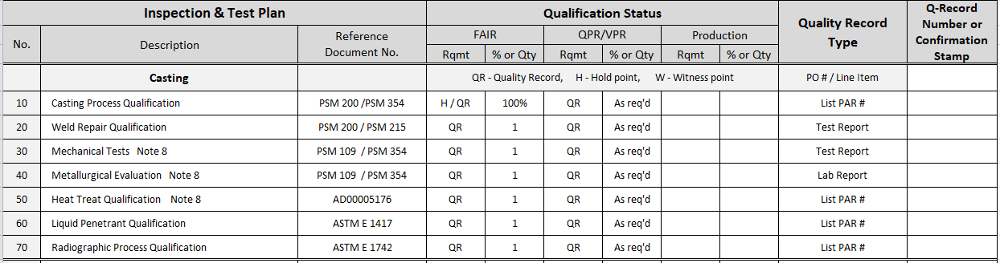 Inspection & Test Plan Qualification Status Quality Record Type Q-Record Number or Confirmation Stamp
No. Description Reference Document No. FAIR QPR/VPR Production
Rqmt % or Qty Rqmt % or Qty Rqmt % or Qty
Casting QR - Quality Record, H - Hold point, W - Witness point PO # / Line Item
10 Casting Process Qualification PSM 200 /PSM 354 H / QR 100% QR As req'd List PAR #
20 Weld Repair Qualification PSM 200 / PSM 215 QR 1 QR As req'd Test Report
30 Mechanical Tests Note 8 PSM 109 / PSM 354 QR 1 QR As req'd Test Report
40 Metallurgical Evaluation Note 8 PSM 109 / PSM 354 QR 1 QR As req'd Lab Report
50 Heat Treat Qualification Note 8 AD00005176 QR 1 QR As req'd List PAR #
60 Liquid Penetrant Qualification ASTM E 1417 QR 1 QR As req'd List PAR #
70 Radiographic Process Qualification ASTM E 1742 QR 1 QR As req'd List PAR #